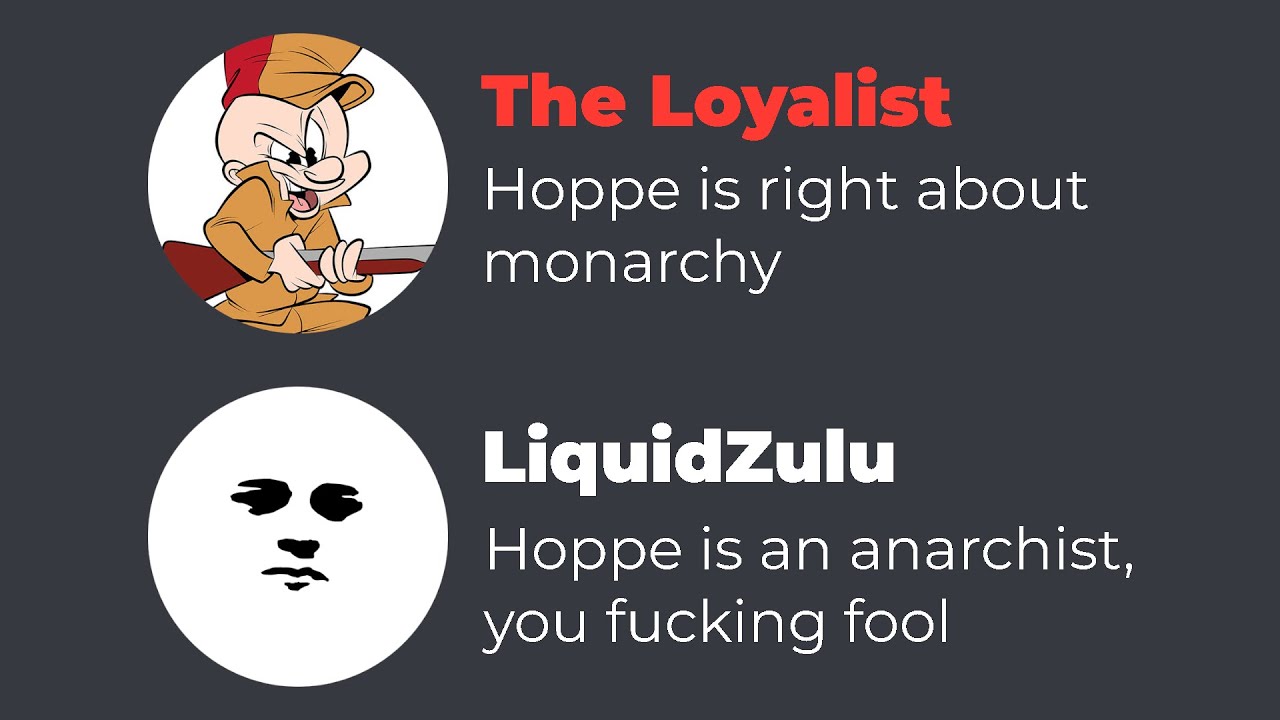 The Loyalist
Hoppe is right about
monarchy
LiquidZulu
Hoppe is an anarchist,
you fucking fool